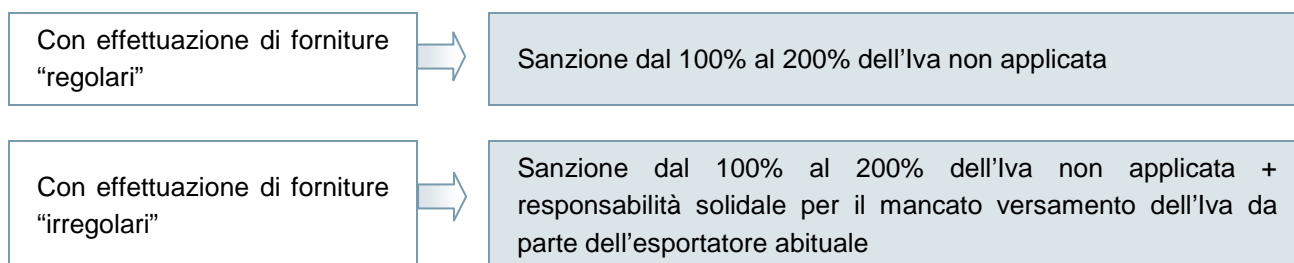 Con effettuazione di forniture
“regolari”
Sanzione dal 100% al 200% dell’Iva non applicata
Con effettuazione di forniture
“irregolari”
Sanzione dal 100% al 200% dell’Iva non applicata +
responsabilità solidale per il mancato versamento dell’Iva da
parte dell’esportatore abituale